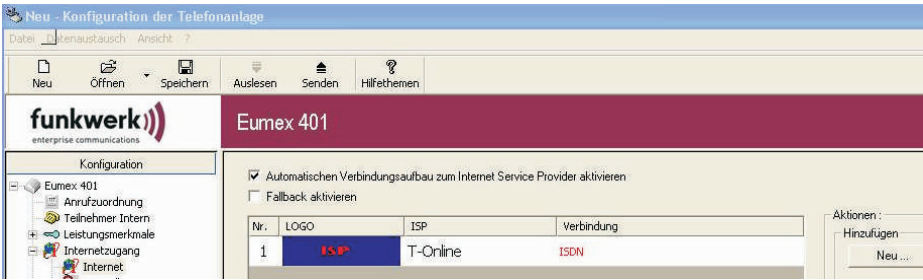 Neu - Konfiguration der Telefonanlage
Datei Datenaustausch Ansicht ?
Neu Öffnen Speichern Auslesen Senden Hilfethemen
funkwerk
enterprise communications
Eumex 401
Konfiguration
Eumex 401
Anrufzuordnung
Teilnehmer Intern
Leistungsmerkmale
Internetzugang
Internet
Automatischen Verbindungsaufbau zum Internet Service Provider aktivieren
Fallback aktivieren
Nr. LOGO ISP Verbindung
1 ISP T-Online ISDN
Aktionen :
Hinzufügen
Neu ...